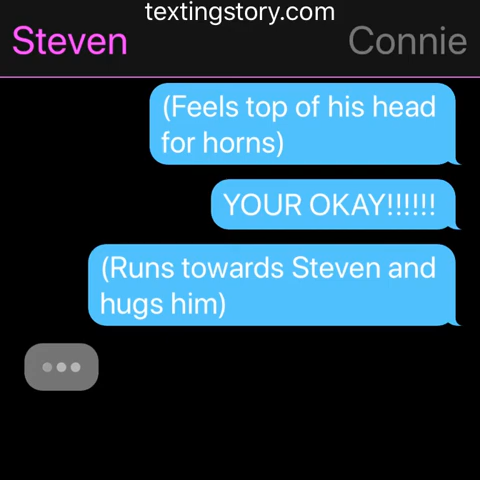 textingstory.com
Steven Connie
(Feels top of his head
for horns)
YOUR OKAY!!!!!!
(Runs towards Steven and
hugs him)